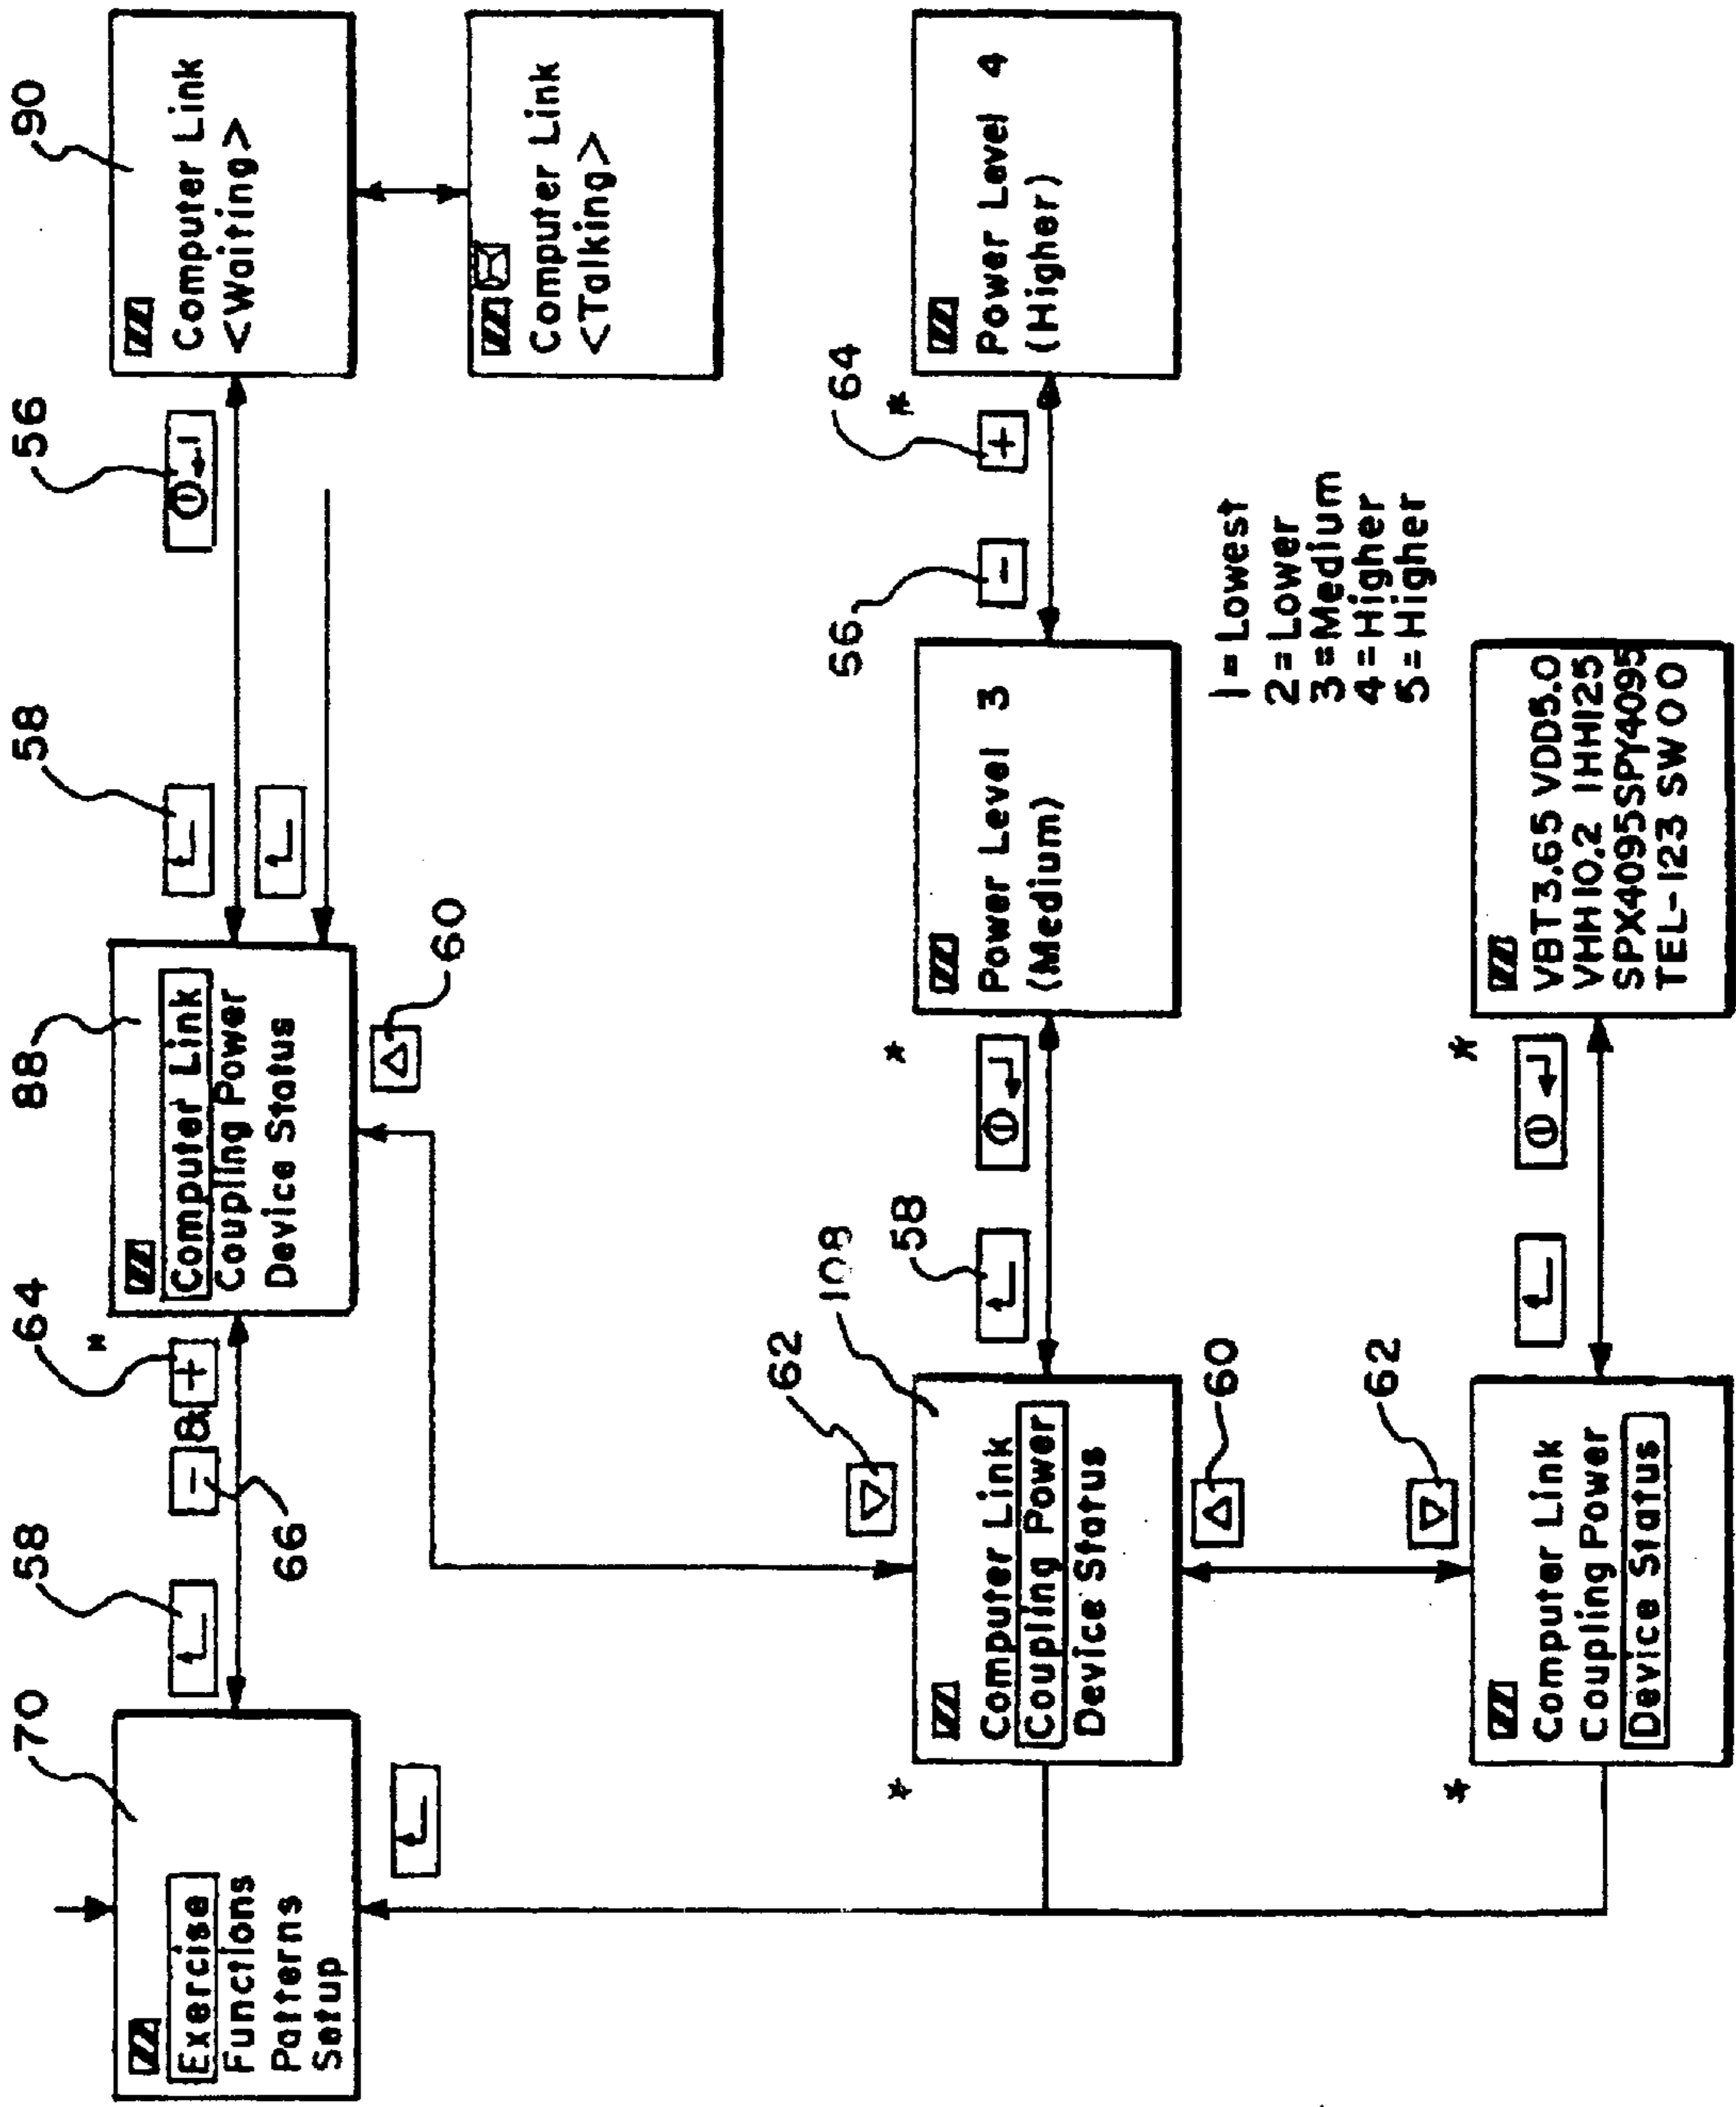 70
58
64
*
88
58
56
90
- & +
66
Exercise
Functions
Patterns
Setup
Computer Link
Coupling Power
Device Status
60
Computer Link
<Waiting>
Computer Link
<Talking>
62
108
58
*
56
64
*
*
Computer Link
Coupling Power
Device Status
Power Level 3
(Medium)
- +
Power Level 4
(Higher)
60
1=Lowest
2=Lower
3=Medium
4=Higher
5=Higher
62
*
*
Computer Link
Coupling Power
Device Status
VBT3.65 VDD5.0
VHH10.2 IHH125
SPX4095SPY4095
TEL-123 SW 00